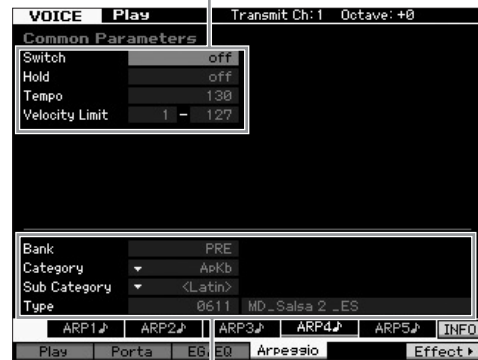 VOICE Play Transmit Ch:1 Octave:+0
Common Parameters
Switch off
Hold off
Tempo 130
Velocity Limit 1 - 127
Bank PRE
Category ApKb
Sub Category <Latin>
Type 0611 MD_Salsa 2 _ES
ARP1♪ ARP2♪ ARP3♪ ARP4♪ ARP5♪ INFO
Play Porta EG/EQ Arpeggio Effect